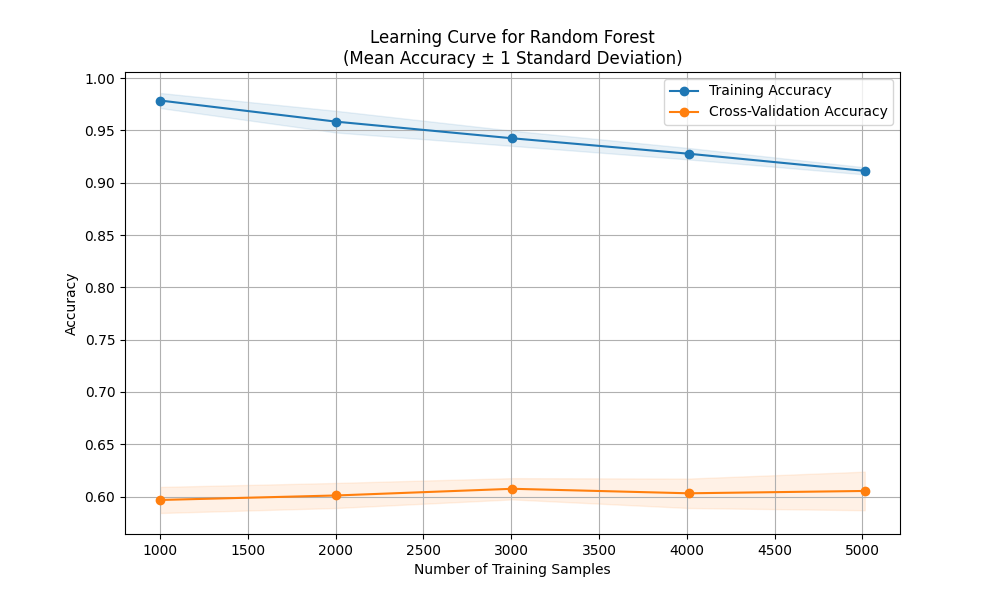 Learning Curve for Random Forest
(Mean Accuracy ± 1 Standard Deviation)
Training Accuracy
Cross-Validation Accuracy
Accuracy
1.00
0.95
0.90
0.85
0.80
0.75
0.70
0.65
0.60
1000 1500 2000 2500 3000 3500 4000 4500 5000
Number of Training Samples